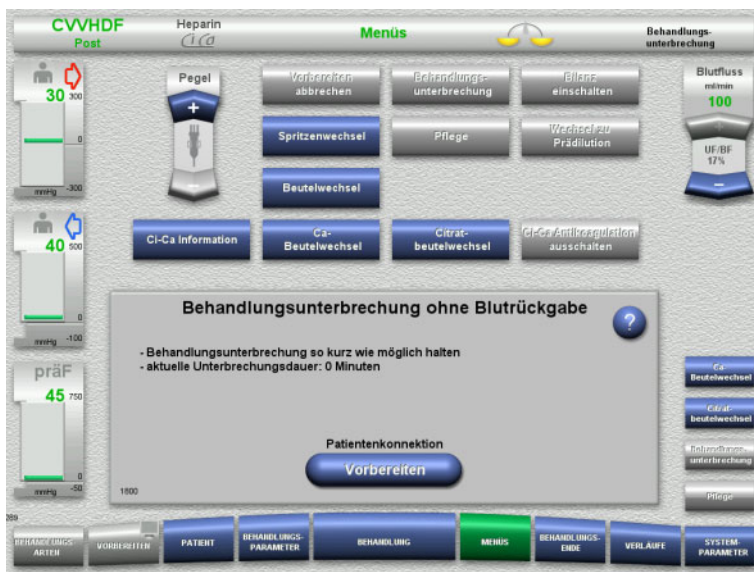 CVVHDF
Post
Heparin
Ci Ca
Menüs
Behandlungs-
unterbrechung
30
300
0
-300
mmHg
40
500
0
-100
mmHg
präF
45
750
0
-50
mmHg
Pegel
+
–
Vorbereiten
abbrechen
Behandlungs-
unterbrechung
Bilanz
einschalten
Spritzenwechsel
Pflege
Wechsel zu
Prädilution
Beutelwechsel
Ci-Ca Information
Ca-
Beutelwechsel
Citrat-
beutelwechsel
Ci-Ca Antikoagulation
ausschalten
Blutfluss
ml/min
100
+
UF/BF
17%
–
Behandlungsunterbrechung ohne Blutrückgabe
?
- Behandlungsunterbrechung so kurz wie möglich halten
- aktuelle Unterbrechungsdauer: 0 Minuten
Patientenkonnektion
Vorbereiten
1800
Ca-
Beutelwechsel
Citrat-
beutelwechsel
Behandlungs-
unterbrechung
Pflege
BEHANDLUNGS-
ARTEN
VORBEREITEN
PATIENT
BEHANDLUNGS-
PARAMETER
BEHANDLUNG
MENÜS
BEHANDLUNGS-
ENDE
VERLÄUFE
SYSTEM-
PARAMETER